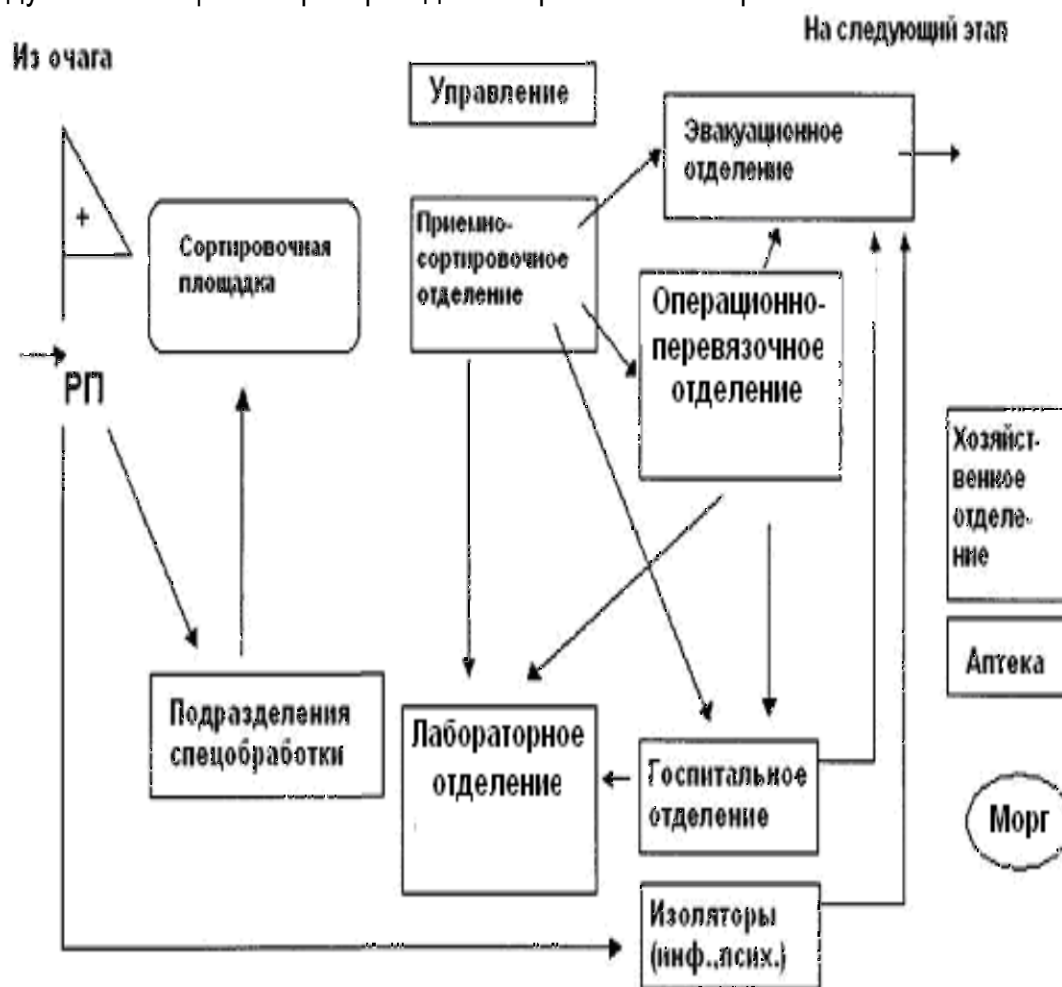 На следующий этап
Из очага
Управление
Эвакуационное
отделение
+
Сортировочная
площадка
Приемно-
сортировочное
отделение
Операционно-
перевязочное
отделение
РП
Хозяйст-
венное
отделе-
ние
Аптека
Подразделения
спецобработки
Лабораторное
отделение
Госпитальное
отделение
Морг
Изоляторы
(инф.,псих.)